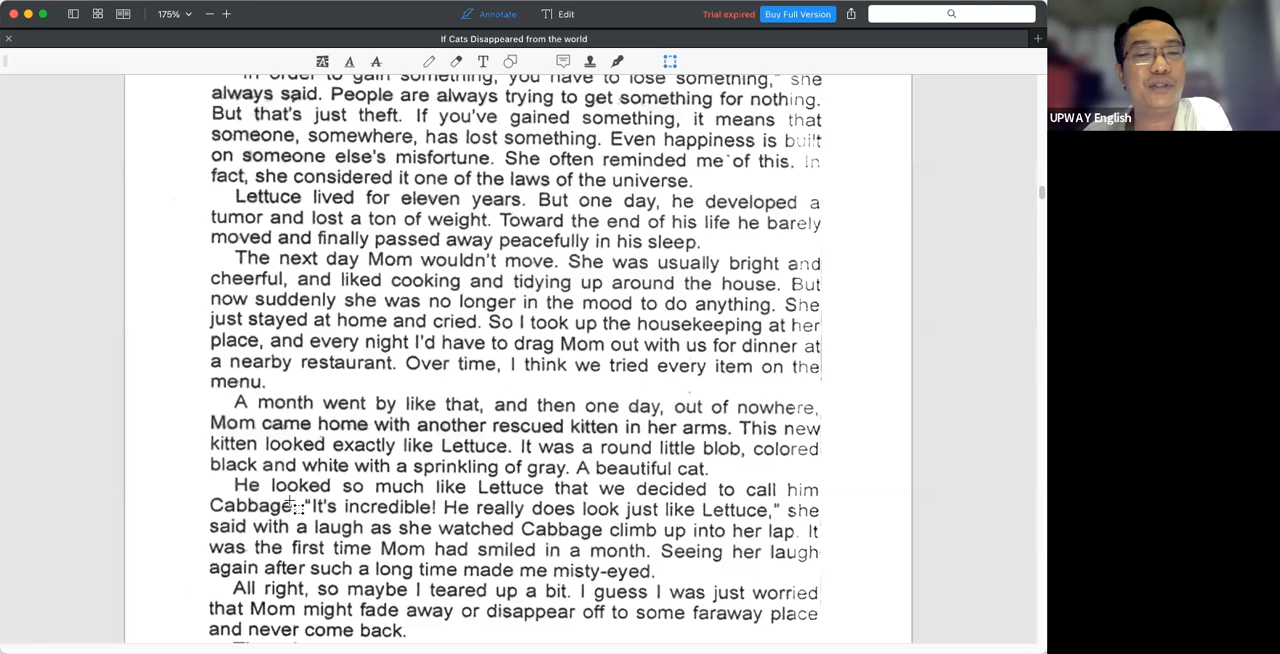 175%
Annotate
Edit
Trial expired
Buy Full Version
If Cats Disappeared from the world
"In order to gain something, you have to lose something," she
always said. People are always trying to get something for nothing.
But that's just theft. If you've gained something, it means that
someone, somewhere, has lost something. Even happiness is built
on someone else's misfortune. She often reminded me of this. In
fact, she considered it one of the laws of the universe.
Lettuce lived for eleven years. But one day, he developed a
tumor and lost a ton of weight. Toward the end of his life he barely
moved and finally passed away peacefully in his sleep.
The next day Mom wouldn't move. She was usually bright and
cheerful, and liked cooking and tidying up around the house. But
now suddenly she was no longer in the mood to do anything. She
just stayed at home and cried. So I took up the housekeeping at her
place, and every night I'd have to drag Mom out with us for dinner at
a nearby restaurant. Over time, I think we tried every item on the
menu.
A month went by like that, and then one day, out of nowhere,
Mom came home with another rescued kitten in her arms. This new
kitten looked exactly like Lettuce. It was a round little blob, colored
black and white with a sprinkling of gray. A beautiful cat.
He looked so much like Lettuce that we decided to call him
Cabbage. "It's incredible! He really does look just like Lettuce," she
said with a laugh as she watched Cabbage climb up into her lap. It
was the first time Mom had smiled in a month. Seeing her laugh
again after such a long time made me misty-eyed.
All right, so maybe I teared up a bit. I guess I was just worried
that Mom might fade away or disappear off to some faraway place
and never come back.
UPWAY English